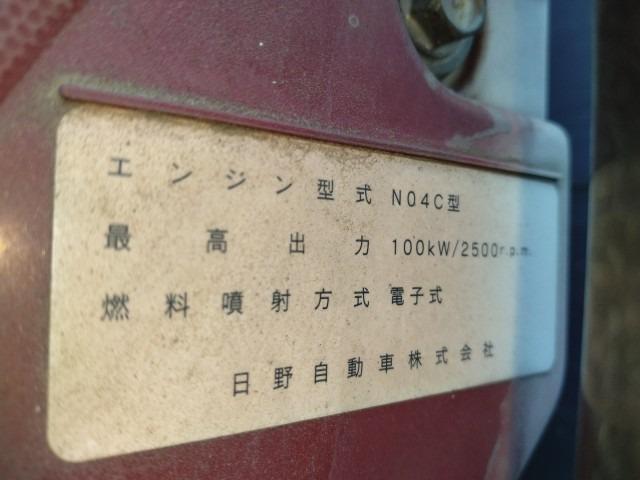 エンジン型式 N04C型
最高出力 100kW/2500r.p.m.
燃料噴射方式 電子式
日野自動車株式会社